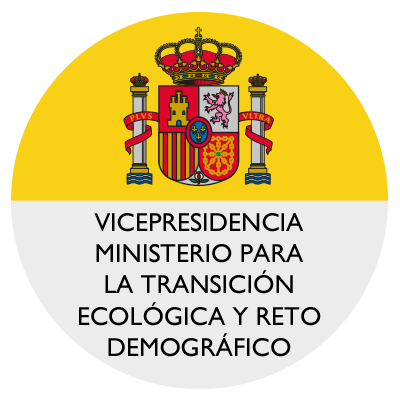 PLVS VLTRA
VICEPRESIDENCIA
MINISTERIO PARA
LA TRANSICIÓN
ECOLÓGICA Y RETO
DEMOGRÁFICO